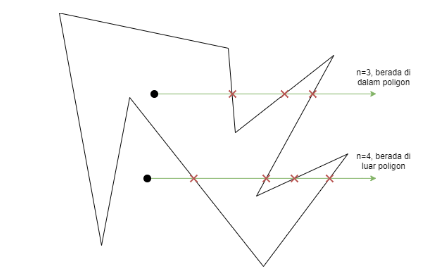 n=3, berada di
dalam poligon
n=4, berada di
luar poligon